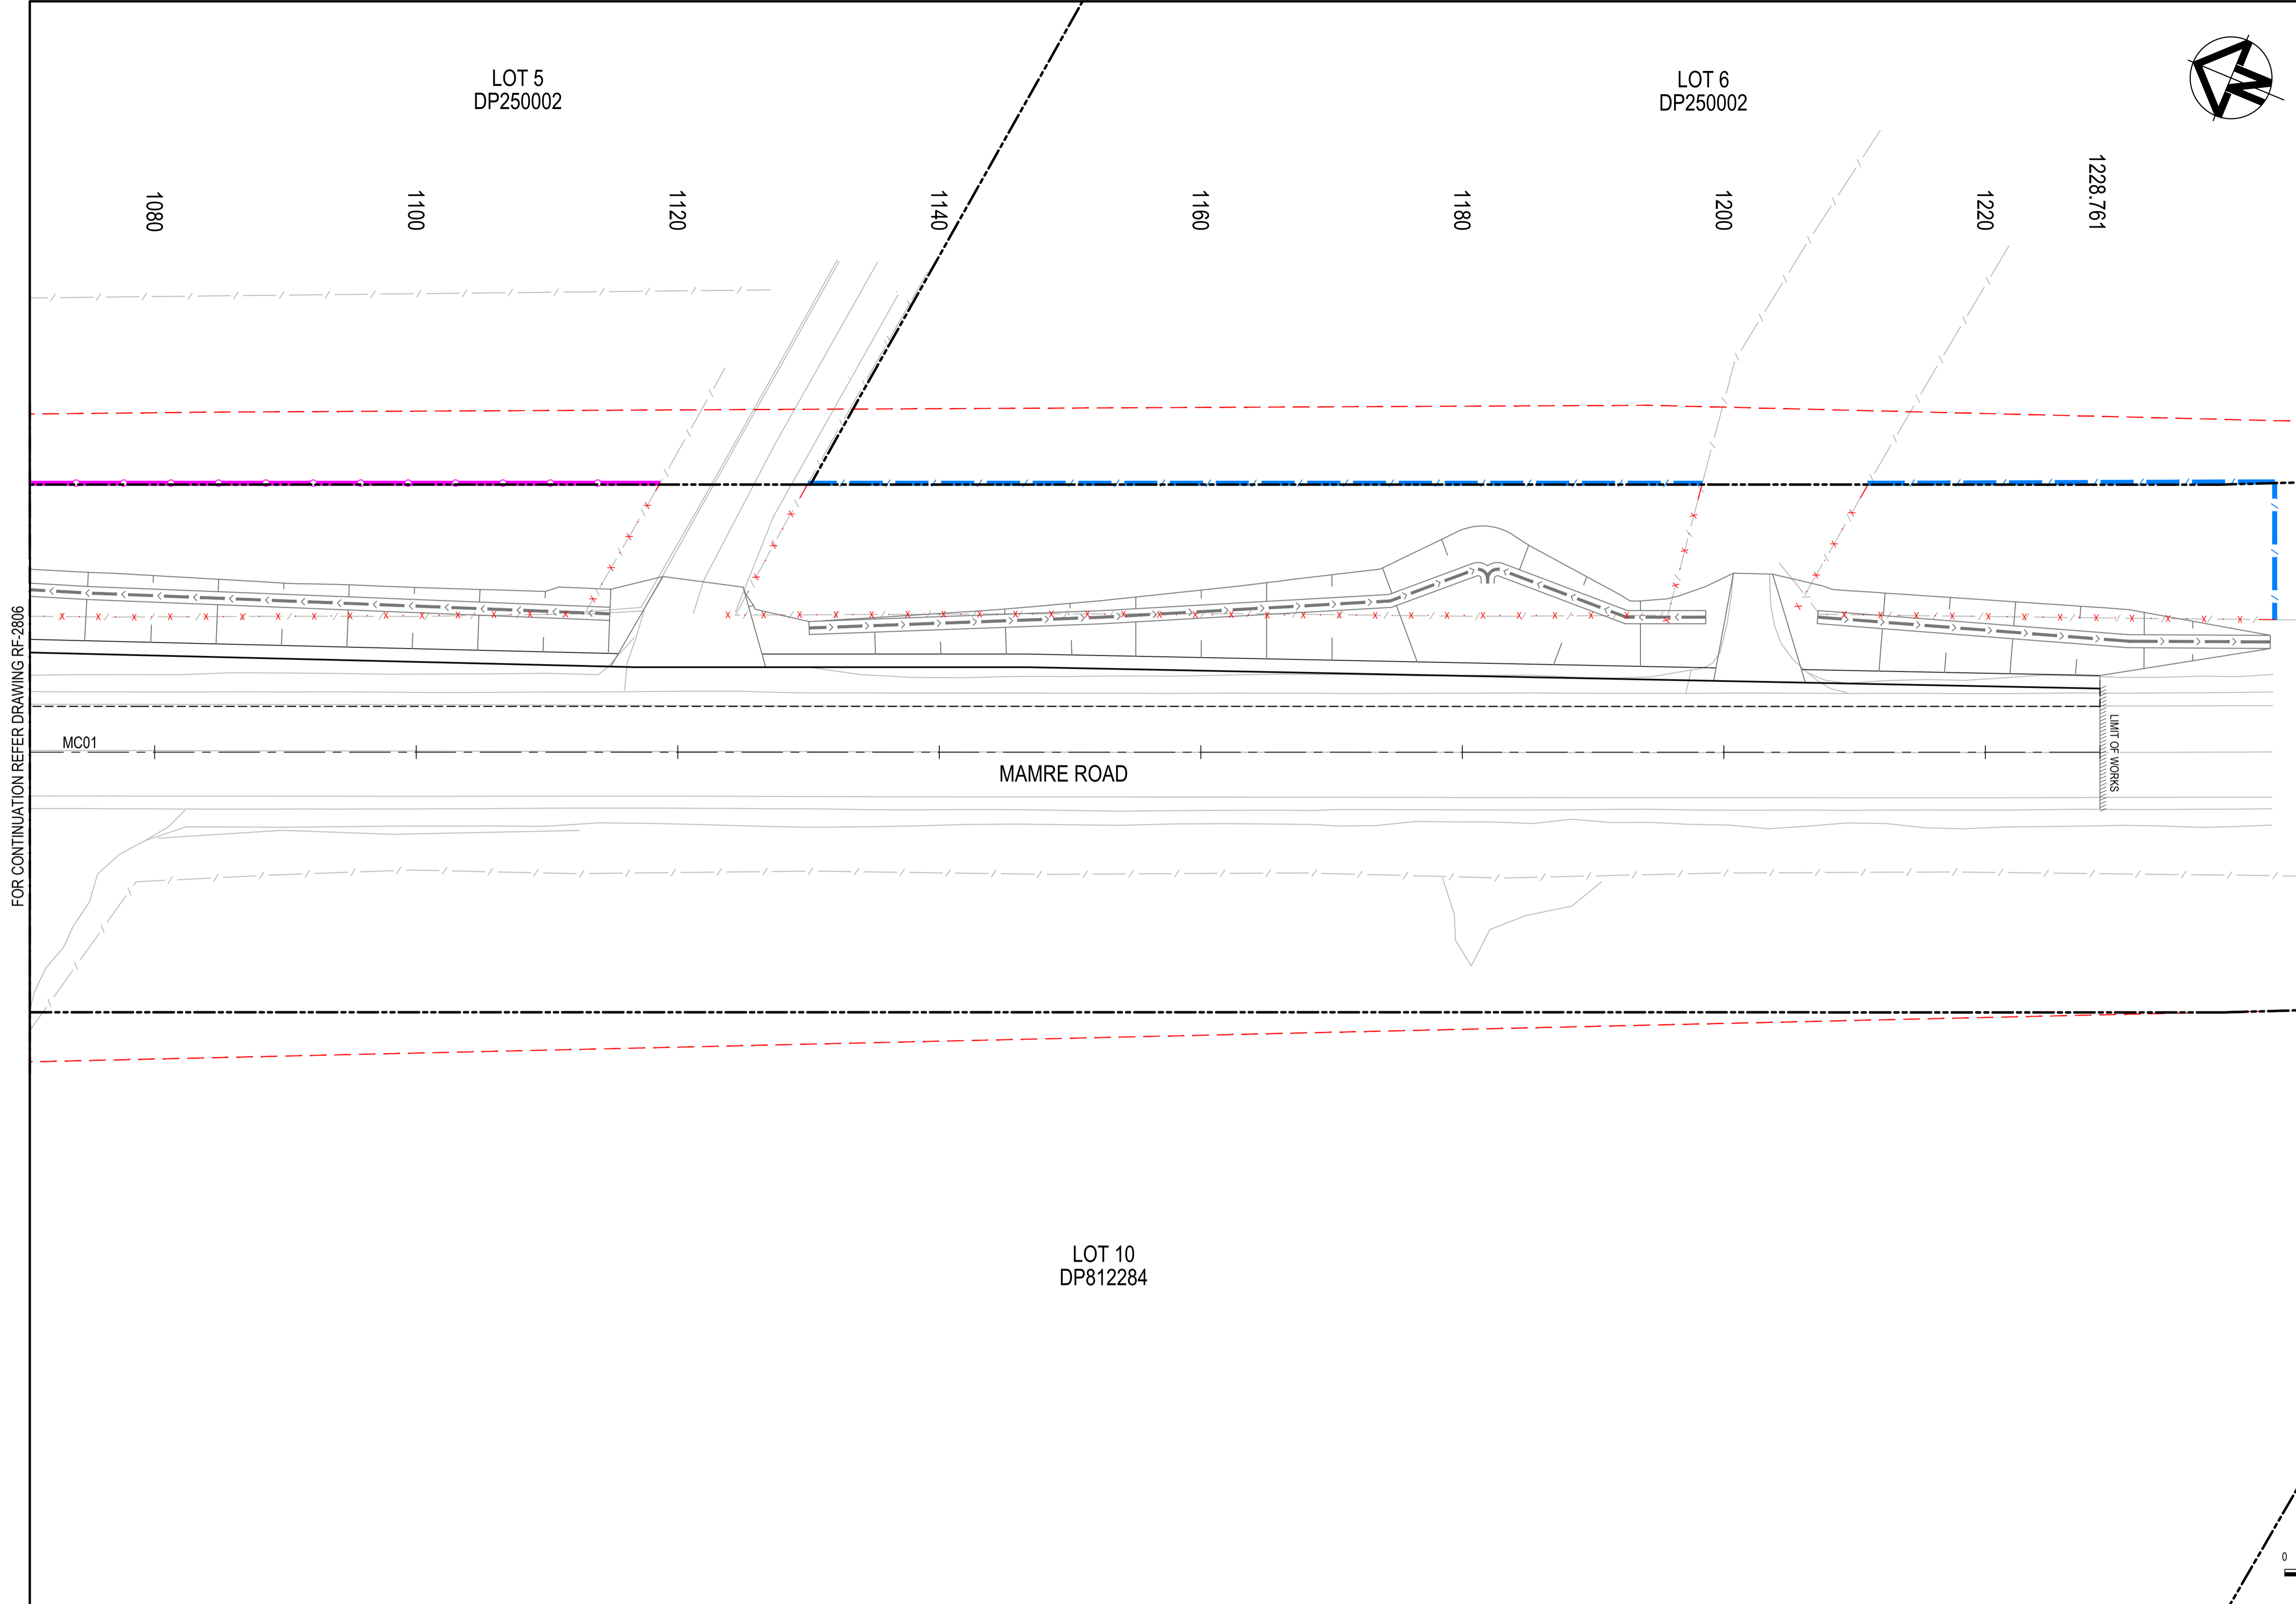 LOT 5
DP250002
LOT 6
DP250002
N
1080
1100
1120
1140
1160
1180
1200
1220
1228.761
FOR CONTINUATION REFER DRAWING RF-2806
MC01
MAMRE ROAD
LIMIT OF WORKS
LOT 10
DP812284
0